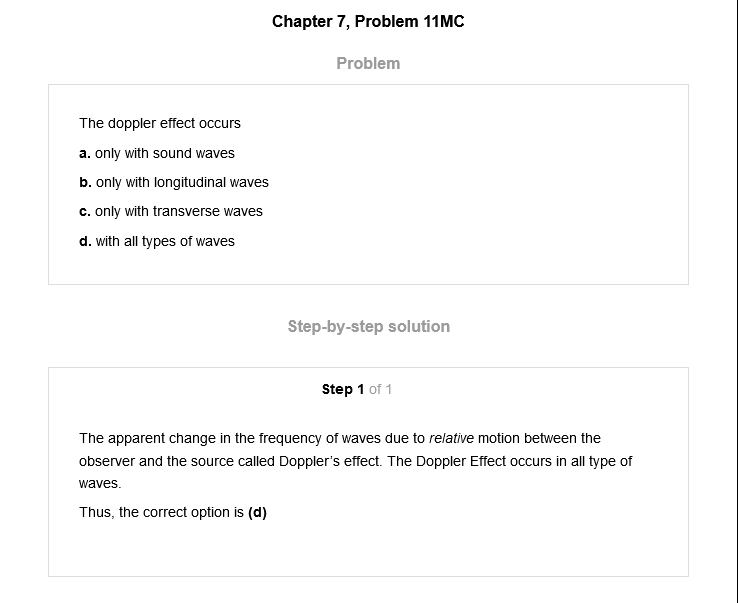 Chapter 7, Problem 11MC
Problem
The doppler effect occurs
a. only with sound waves
b. only with longitudinal waves
c. only with transverse waves
d. with all types of waves
Step-by-step solution
Step 1 of 1
The apparent change in the frequency of waves due to relative motion between the
observer and the source called Doppler's effect. The Doppler Effect occurs in all type of
waves.
Thus, the correct option is (d)